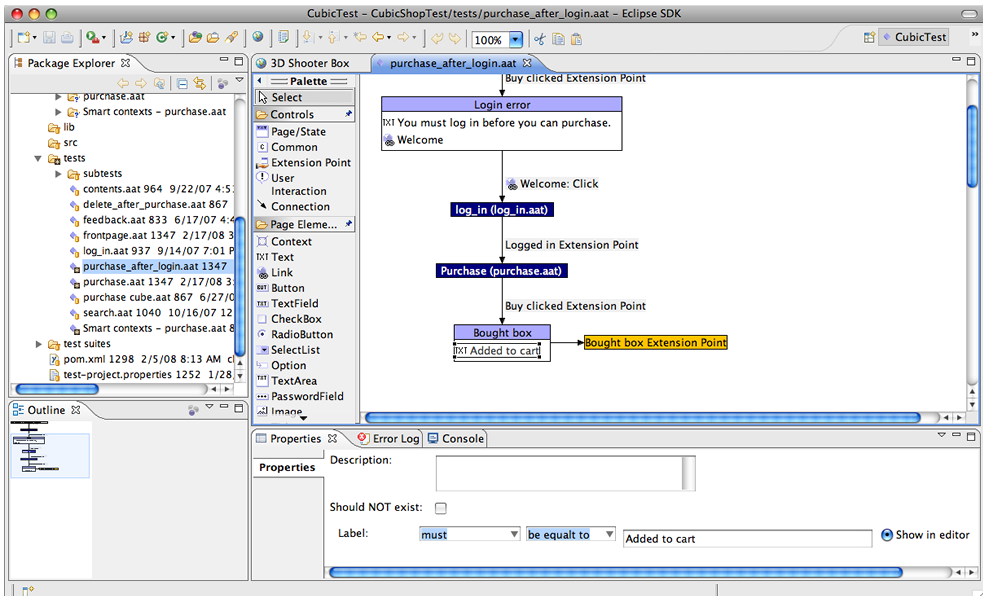 CubicTest - CubicShopTest/tests/purchase_after_login.aat - Eclipse SDK
100%
CubicTest
»
Package Explorer
purchase.aat
Smart contexts - purchase.aat
lib
src
tests
subtests
contents.aat 964 9/22/07 4:5
delete_after_purchase.aat 867
feedback.aat 833 6/17/07 4:4
frontpage.aat 1347 2/17/08 3
log_in.aat 937 9/14/07 7:01 P
purchase_after_login.aat 1347
purchase.aat 1347 2/17/08 3:
purchase cube.aat 867 6/27/0
search.aat 1040 10/16/07 12
Smart contexts - purchase.aat 8
test suites
pom.xml 1298 2/5/08 8:13 AM c
test-project.properties 1252 1/28,
Outline
3D Shooter Box
purchase_after_login.aat
Palette
Select
Controls
Page/State
Common
Extension Point
User
Interaction
Connection
Page Eleme...
Context
TXT Text
Link
Button
TextField
CheckBox
RadioButton
SelectList
Option
TextArea
PasswordField
Image
Buy clicked Extension Point
Login error
TXT You must log in before you can purchase.
Welcome
Welcome: Click
log_in (log_in.aat)
Logged in Extension Point
Purchase (purchase.aat)
Buy clicked Extension Point
Bought box
TXT Added to cart
Bought box Extension Point
Properties
Error Log
Console
Properties
Description:
Should NOT exist:
Label:
must
be equal to
Added to cart
Show in editor